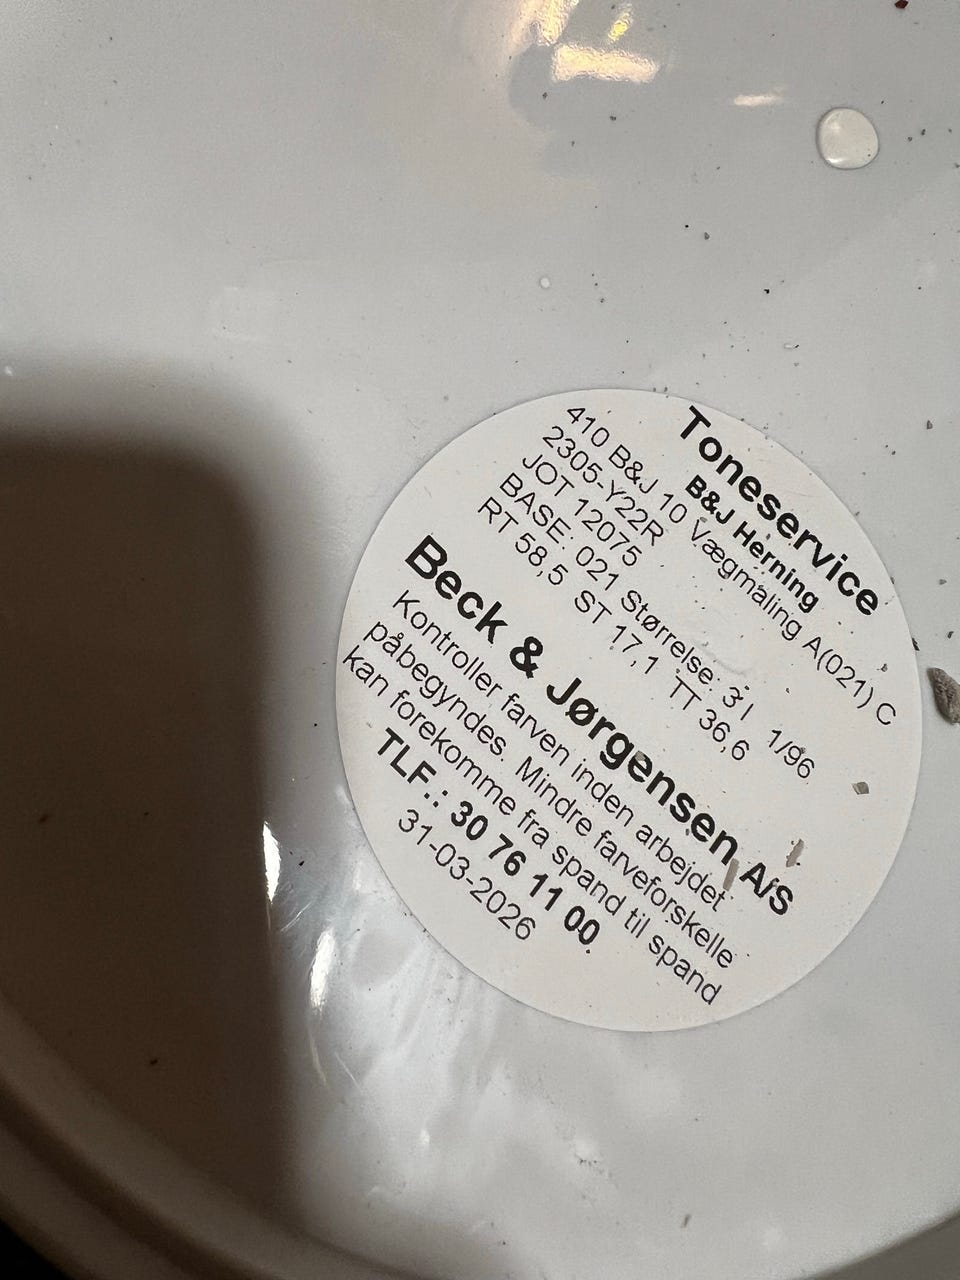 Toneservice
B&J Herning
410 B&J 10 Vægmaling A(021) C
2305-Y22R
JOT 12075
BASE: 021 Størrelse: 3 l 1/96
RT 58,5 ST 17,1 TT 36,6
Beck & Jørgensen A/S
Kontroller farven inden arbejdet
påbegyndes. Mindre farveforskelle
kan forekomme fra spand til spand
TLF.: 30 76 11 00
31-03-2026